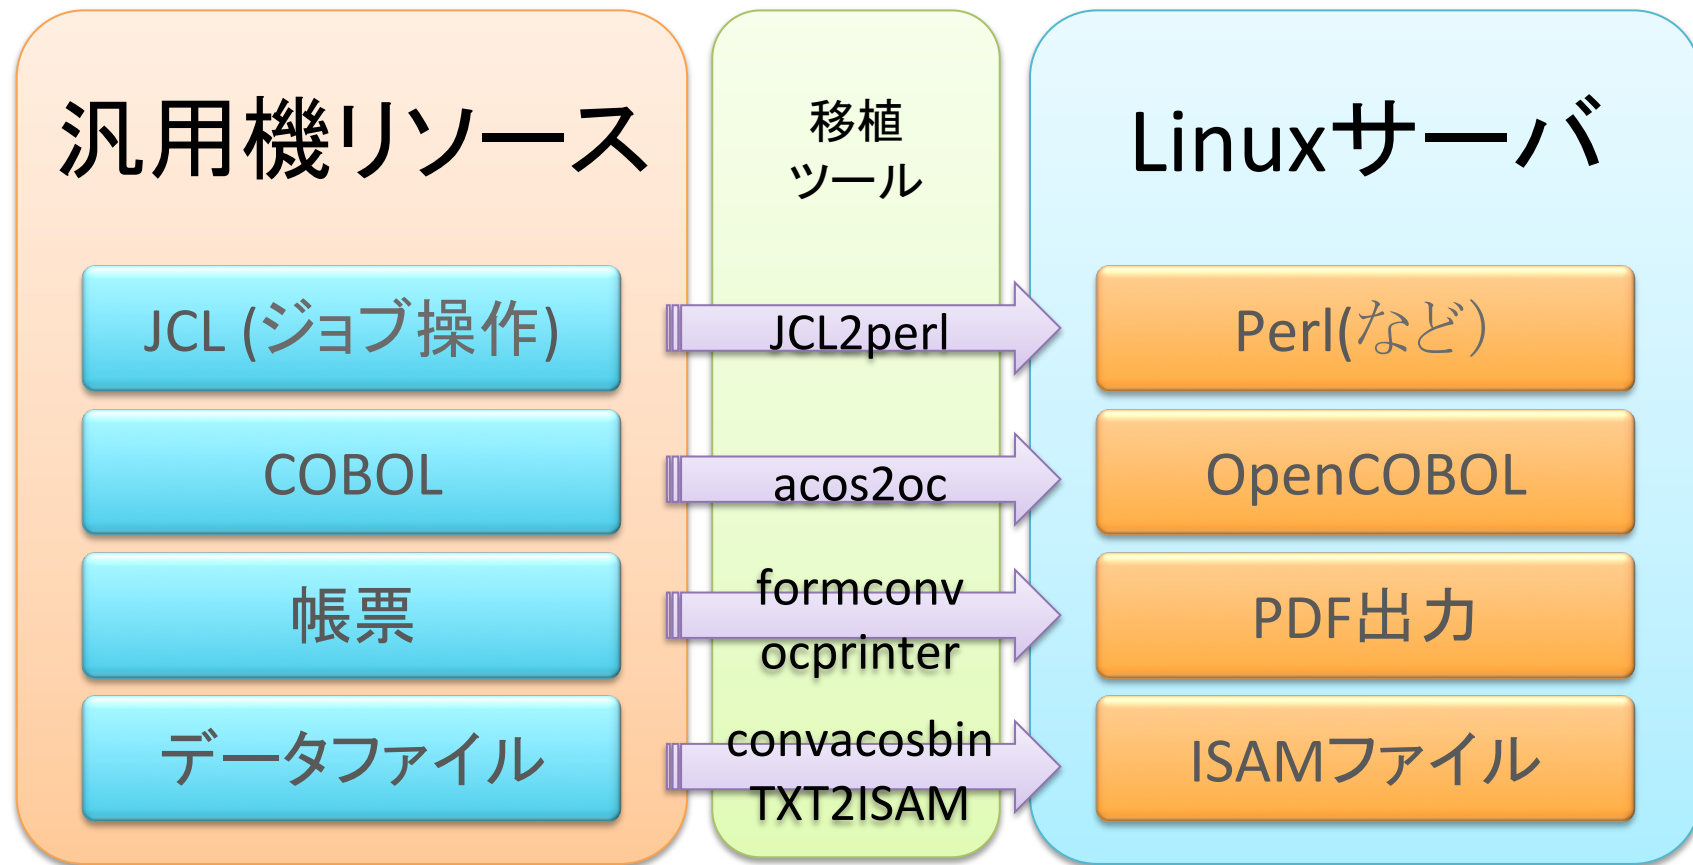 汎用機リソース
移植
ツール
Linuxサーバ
JCL (ジョブ操作)
JCL2perl
Perl(など）
COBOL
acos2oc
OpenCOBOL
帳票
formconv
ocprinter
PDF出力
データファイル
convacosbin
TXT2ISAM
ISAMファイル